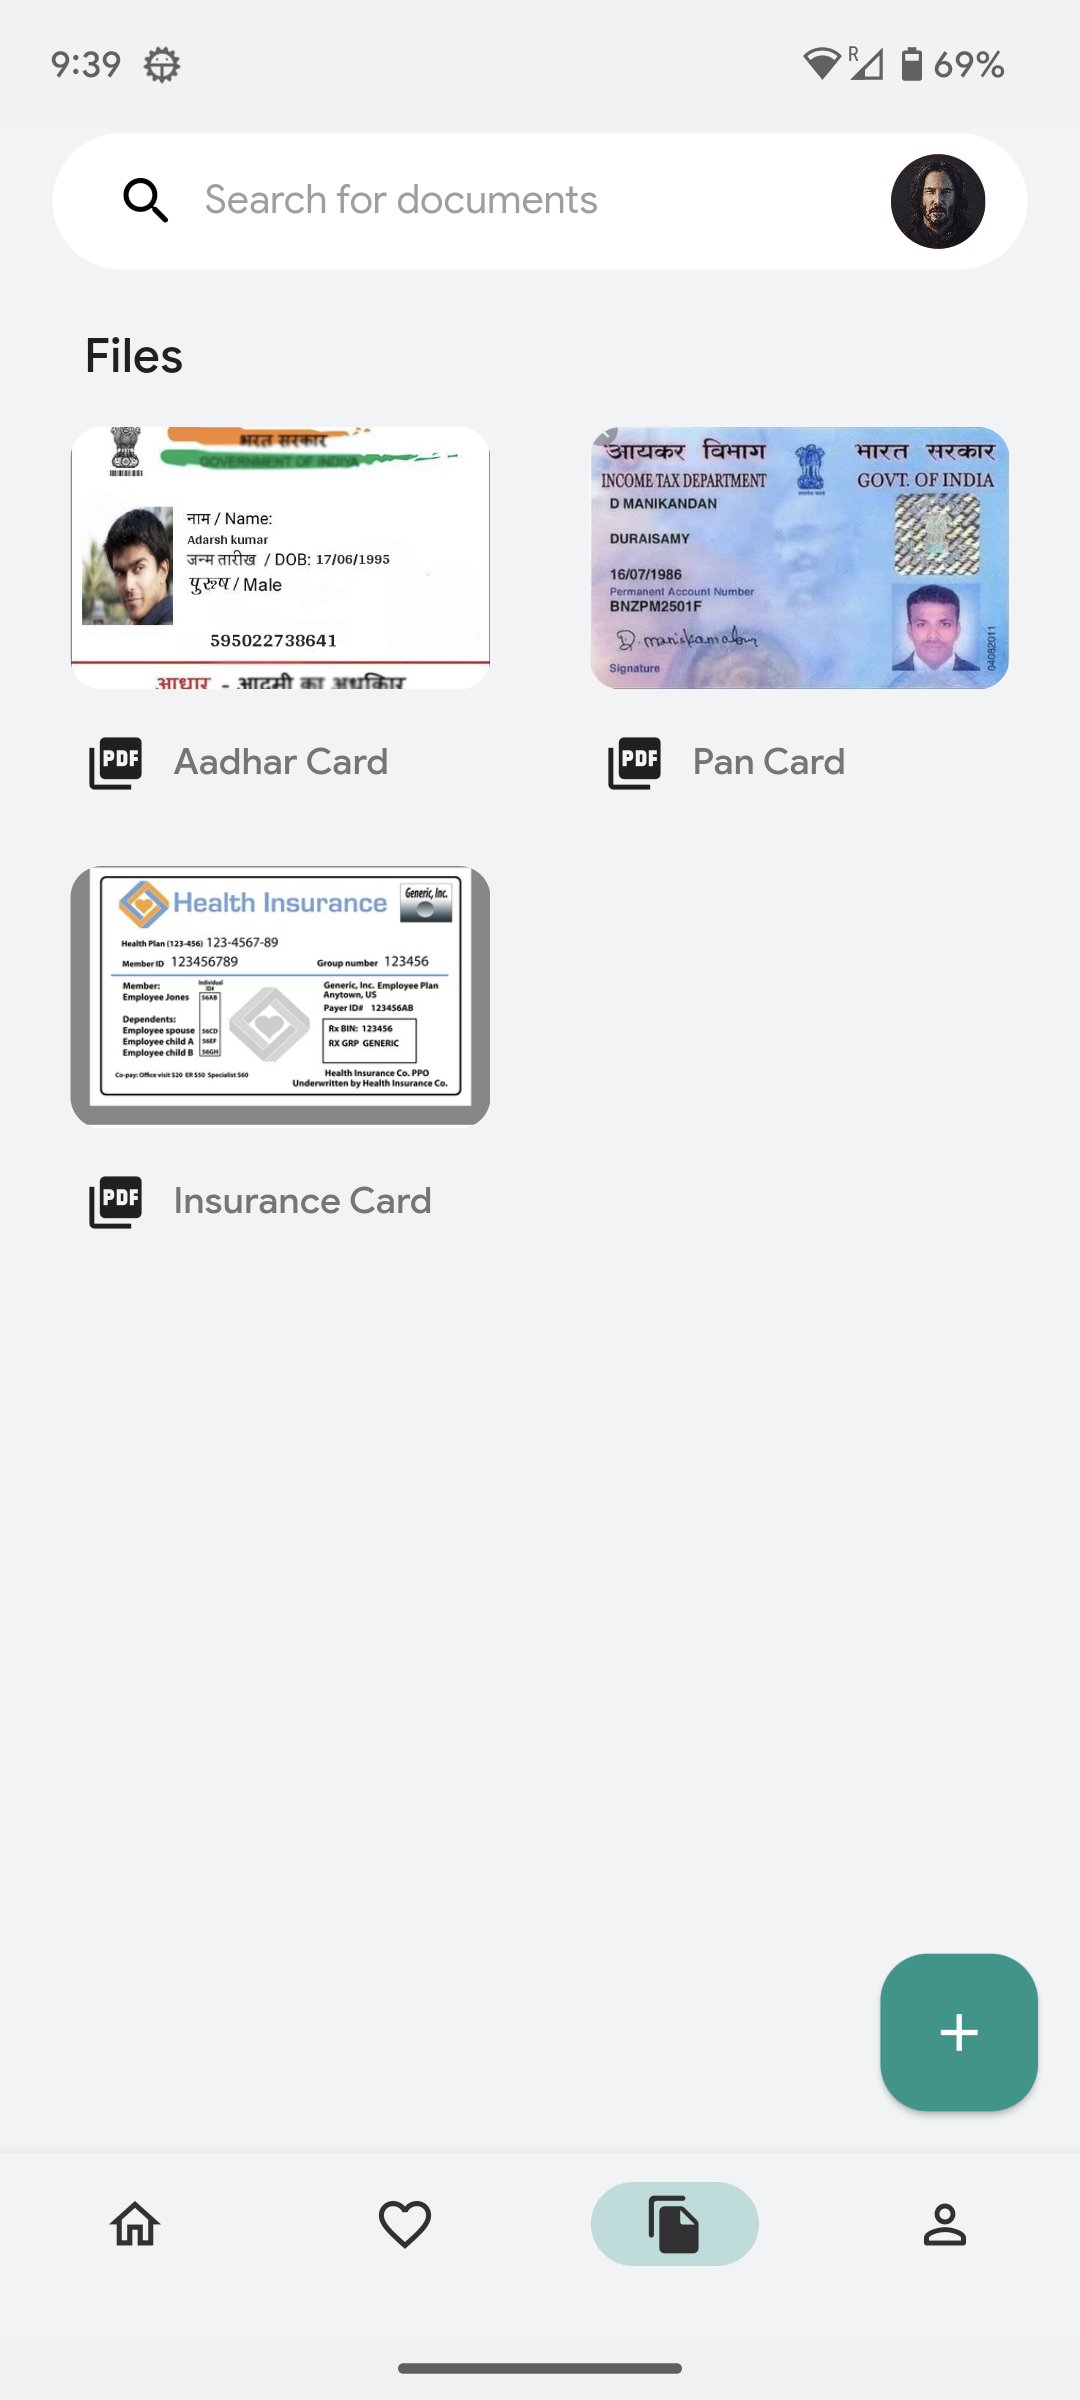 9:39
R
69%
Search for documents
Files
भरत सरकार
GOVERNMENT OF INDIYA
नाम / Name:
Adarsh kumar
जन्म तारीख / DOB: 17/06/1995
पुरुष / Male
595022738641
आधार - आदमी का अधिकार
आयकर विभाग
INCOME TAX DEPARTMENT
भारत सरकार
GOVT. OF INDIA
D MANIKANDAN
DURAISAMY
16/07/1986
Permanent Account Number
BNZPM2501F
D. manikandan
Signature
04082011
PDF Aadhar Card
PDF Pan Card
Health Insurance
Generic, Inc.
Health Plan (123-456) 123-4567-89
Member ID 123456789
Group number 123456
Member:
Employee Jones
Individual
ID#
56AB
Dependents:
Employee spouse 56CD
Employee child A 56EF
Employee child B 56GH
Generic, Inc. Employee Plan
Anytown, US
Payer ID# 123456AB
Rx BIN: 123456
RX GRP GENERIC
Co-pay: Office visit $20 ER $50 Specialist $60
Health Insurance Co. PPO
Underwritten by Health Insurance Co.
PDF Insurance Card